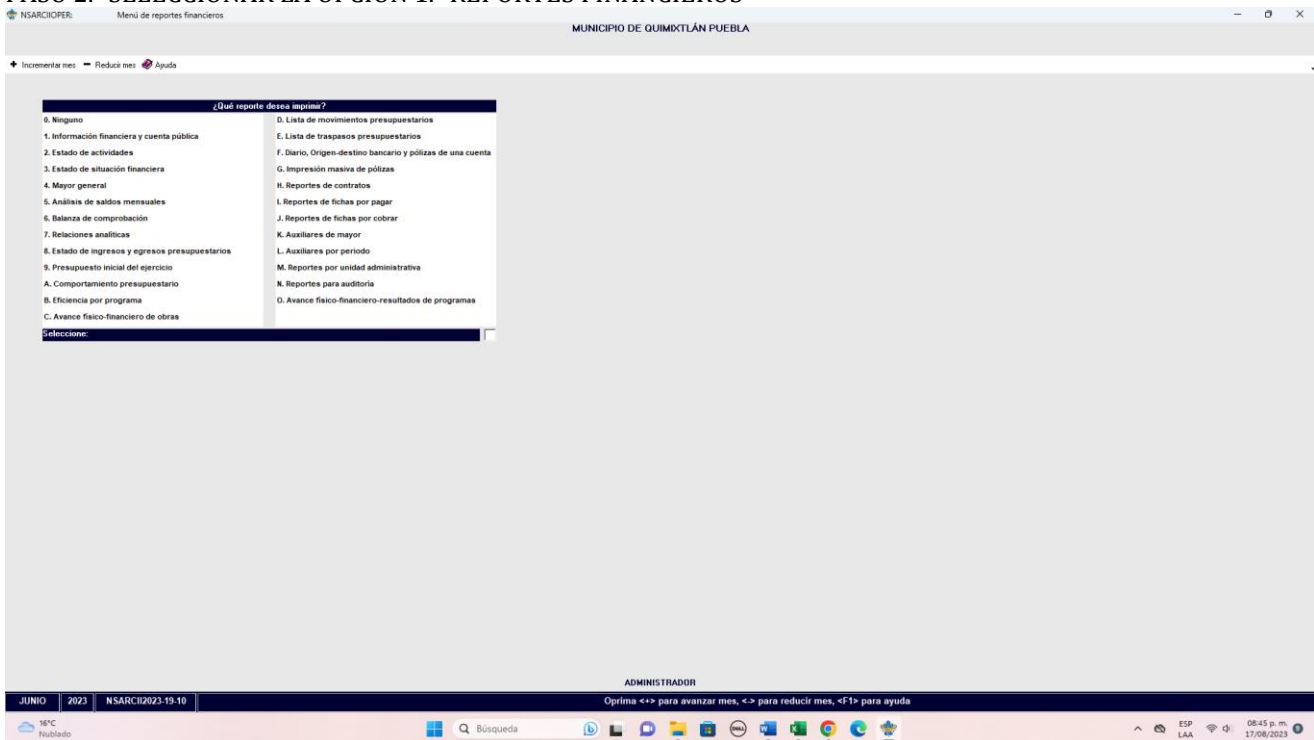 PASO 2.- SELECCIONAR LA OPCION 1.- REPORTES FINANCIEROS
NSARCIIOPER: Menú de reportes financieros
MUNICIPIO DE QUIMIXTLÁN PUEBLA
Incrementar mes Reducir mes Ayuda
¿Qué reporte desea imprimir?
0. Ninguno
1. Información financiera y cuenta pública
2. Estado de actividades
3. Estado de situación financiera
4. Mayor general
5. Análisis de saldos mensuales
6. Balanza de comprobación
7. Relaciones analíticas
8. Estado de ingresos y egresos presupuestarios
9. Presupuesto inicial del ejercicio
A. Comportamiento presupuestario
B. Eficiencia por programa
C. Avance físico-financiero de obras
D. Lista de movimientos presupuestarios
E. Lista de traspasos presupuestarios
F. Diario, Origen-destino bancario y pólizas de una cuenta
G. Impresión masiva de pólizas
H. Reportes de contratos
I. Reportes de fichas por pagar
J. Reportes de fichas por cobrar
K. Auxiliares de mayor
L. Auxiliares por periodo
M. Reportes por unidad administrativa
N. Reportes para auditoría
O. Avance físico-financiero-resultados de programas
Seleccione:
ADMINISTRADOR
JUNIO 2023 NSARCII2023-19-10 Oprima <+> para avanzar mes, <-> para reducir mes, <F1> para ayuda
16°C
Nublado
Búsqueda
ESP
LAA
08:45 p. m.
17/08/2023